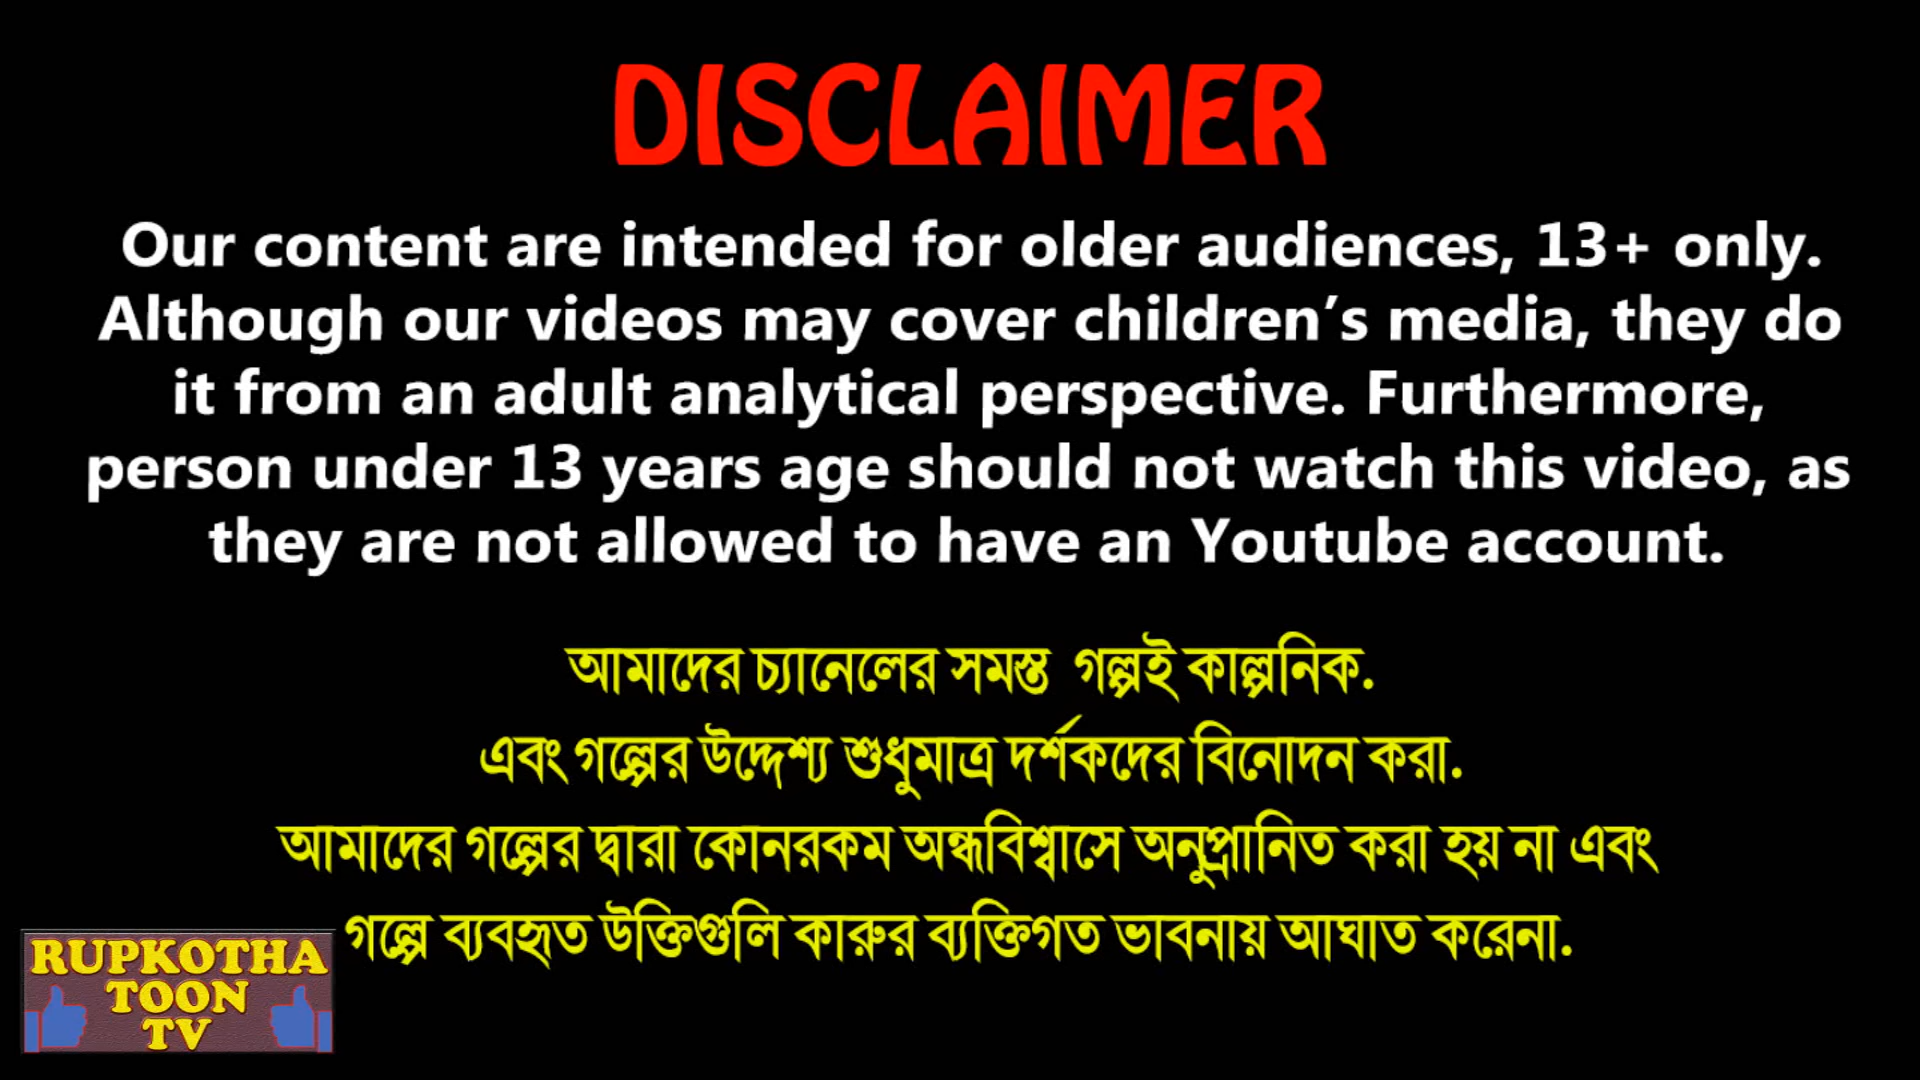 DISCLAIMER
Our content are intended for older audiences, 13+ only.
Although our videos may cover children’s media, they do
it from an adult analytical perspective. Furthermore,
person under 13 years age should not watch this video, as
they are not allowed to have an Youtube account.
আমাদের চ্যানেলের সমস্ত গল্পই কাল্পনিক.
এবং গল্পের উদ্দেশ্য শুধুমাত্র দর্শকদের বিনোদন করা.
আমাদের গল্পের দ্বারা কোনরকম অন্ধবিশ্বাসে অনুপ্রানিত করা হয় না এবং
গল্পে ব্যবহৃত উক্তিগুলি কারুর ব্যক্তিগত ভাবনায় আঘাত করেনা.
RUPKOTHA
TOON
TV